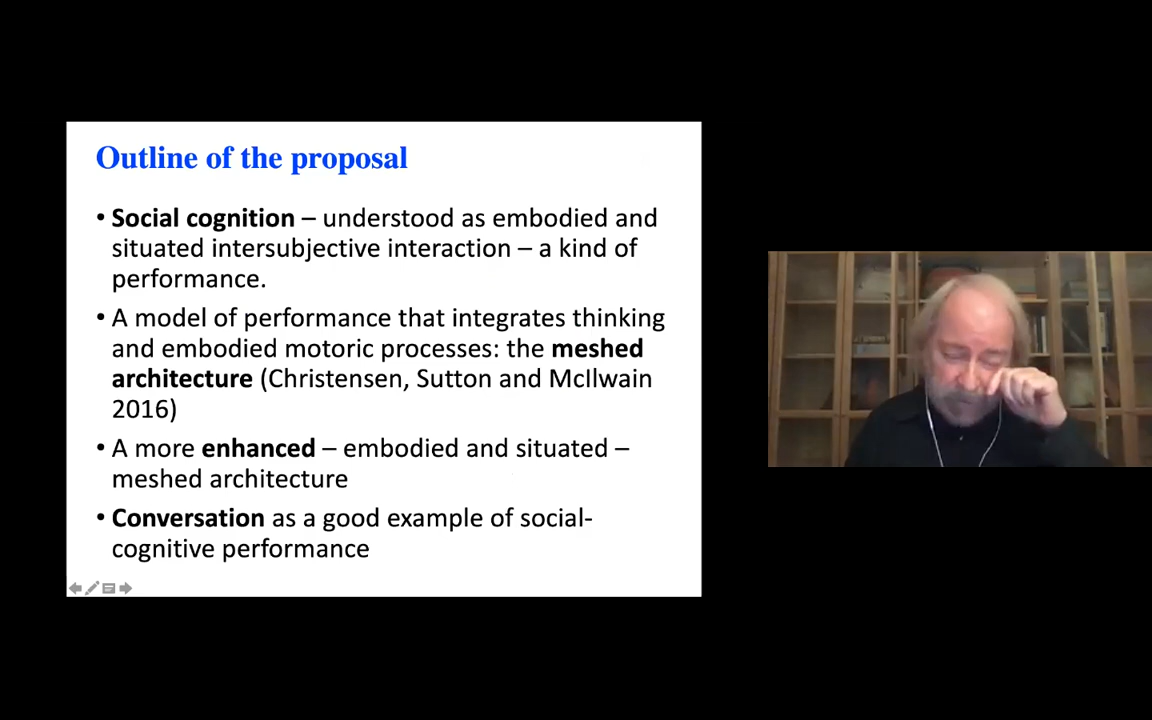 Outline of the proposal
• Social cognition – understood as embodied and
situated intersubjective interaction – a kind of
performance.
• A model of performance that integrates thinking
and embodied motoric processes: the meshed
architecture (Christensen, Sutton and McIlwain
2016)
• A more enhanced – embodied and situated –
meshed architecture
• Conversation as a good example of social-
cognitive performance